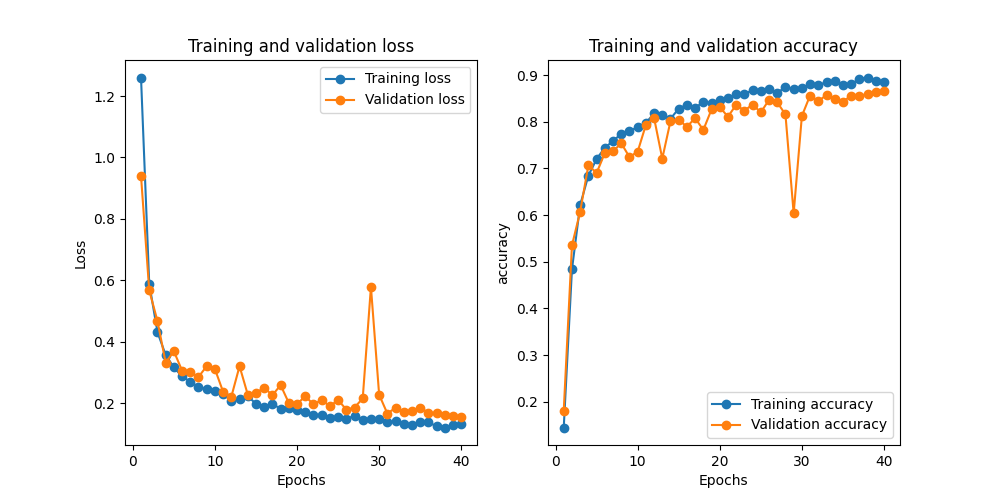 Training and validation loss
Training loss
Validation loss
1.2
1.0
0.8
0.6
0.4
0.2
Loss
0 10 20 30 40
Epochs
Training and validation accuracy
0.9
0.8
0.7
0.6
0.5
0.4
0.3
0.2
accuracy
Training accuracy
Validation accuracy
0 10 20 30 40
Epochs